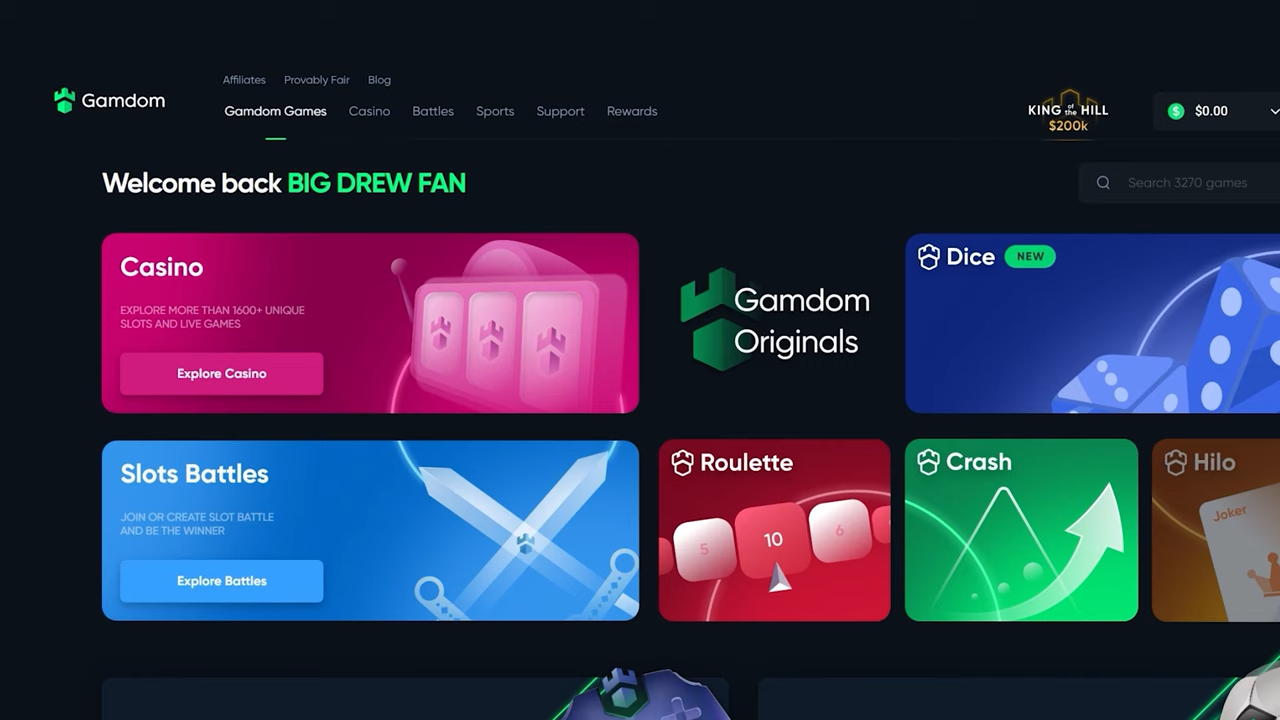 Affiliates Provably Fair Blog
Gamdom
Gamdom Games Casino Battles Sports Support Rewards
KING of the HILL
$200k
$0.00
Welcome back BIG DREW FAN
Search 3270 games
Casino
EXPLORE MORE THAN 1600+ UNIQUE
SLOTS AND LIVE GAMES
Explore Casino
Gamdom
Originals
Dice NEW
Slots Battles
JOIN OR CREATE SLOT BATTLE
AND BE THE WINNER
Explore Battles
Roulette
5 10 6
Crash
Hilo
Joker